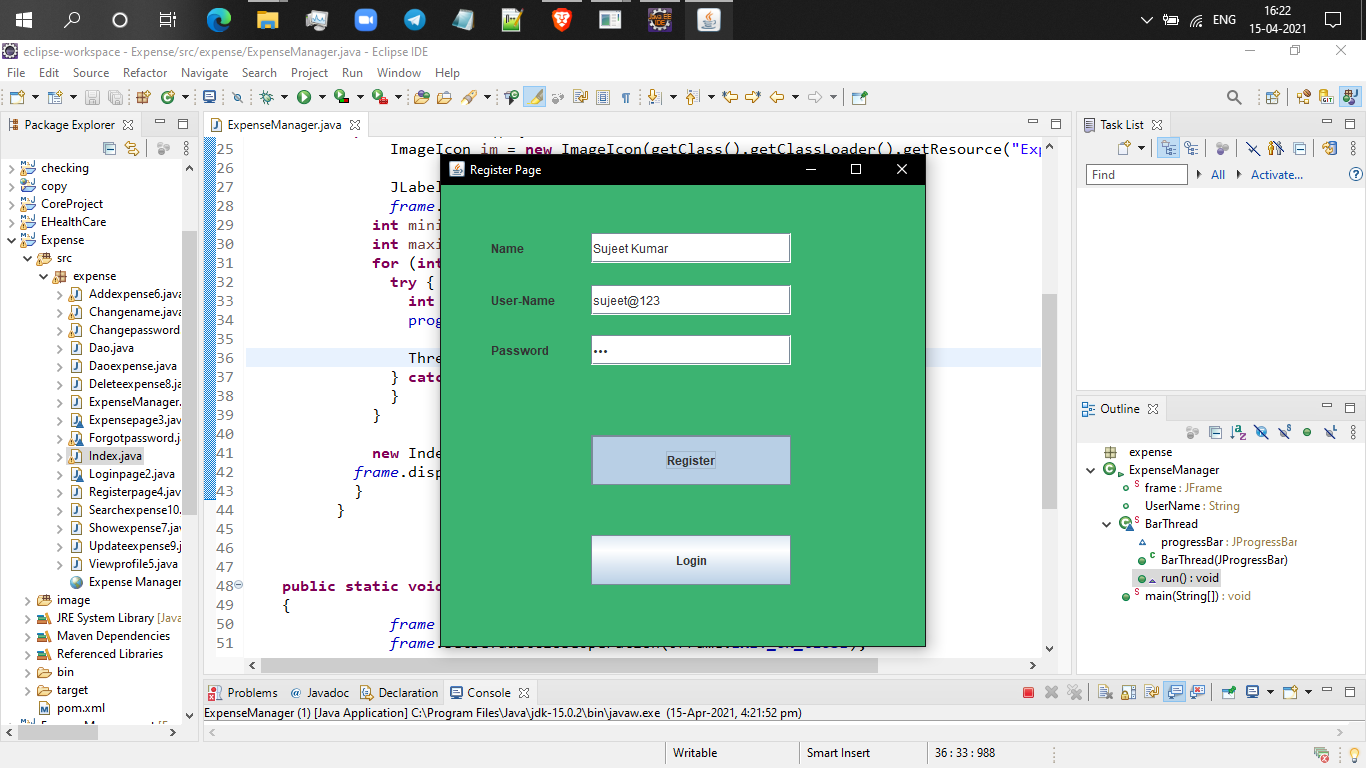 16:22
ENG
15-04-2021
eclipse-workspace - Expense/src/expense/ExpenseManager.java - Eclipse IDE
File Edit Source Refactor Navigate Search Project Run Window Help
Package Explorer
ExpenseManager.java
Task List
checking
copy
CoreProject
EHealthCare
Expense
src
expense
Addexpense6.java
Changename.java
Changepassword
Dao.java
Daoexpense.java
Deleteexpense8.java
ExpenseManager.
Expensepage3.java
Forgotpassword.j
Index.java
Loginpage2.java
Registerpage4.java
Searchexpense10.
Showexpense7.jav
Updateexpense9.j
Viewprofile5.java
Expense Manager
image
JRE System Library [Java
Maven Dependencies
Referenced Libraries
bin
target
pom.xml
25 ImageIcon im = new ImageIcon(getClass().getClassLoader().getResource("Exp
26
27 JLabel
28 frame.
29 int mini
30 int maxi
31 for (int
32 try {
33 int
34 prog
35
36 Thre
37 } catc
38 }
39 }
40
41 new Inde
42 frame.disp
43 }
44 }
45
46
47
48 public static void
49 {
50 frame
51
Register Page
Name Sujeet Kumar
User-Name sujeet@123
Password •••
Register
Login
Find All Activate...
Outline
expense
ExpenseManager
frame : JFrame
UserName : String
BarThread
progressBar : JProgressBar
BarThread(JProgressBar)
run() : void
main(String[]) : void
Problems Javadoc Declaration Console
ExpenseManager (1) [Java Application] C:\Program Files\Java\jdk-15.0.2\bin\javaw.exe (15-Apr-2021, 4:21:52 pm)
Writable Smart Insert 36 : 33 : 988